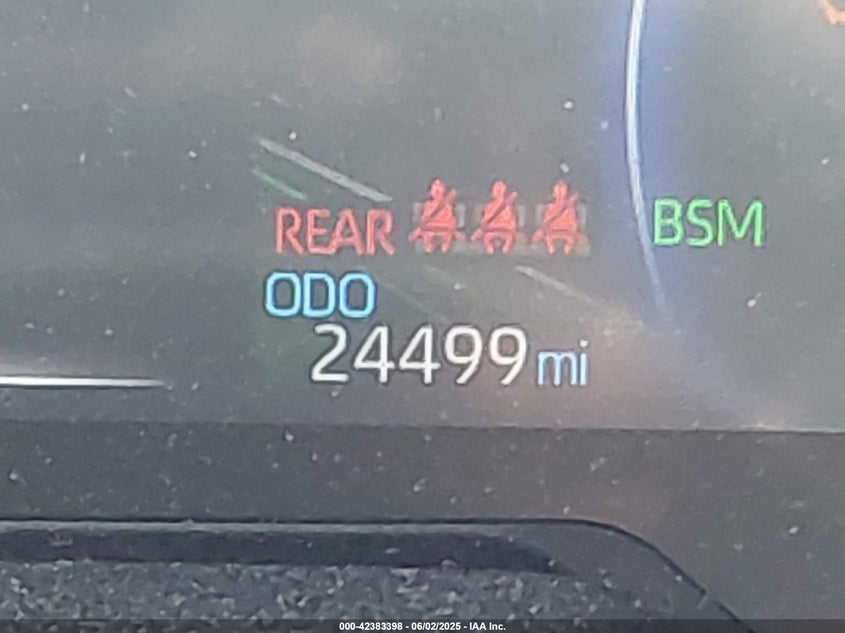 REAR BSM
ODO
24499 mi
000-42383398 - 06/02/2025 - IAA Inc.